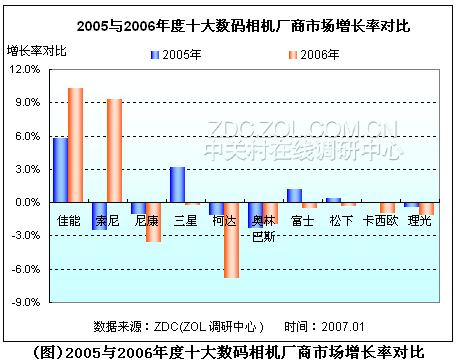 2005与2006年度十大数码相机厂商市场增长率对比
增长率对比
2005年
2006年
12.0%
9.0%
6.0%
3.0%
0.0%
-3.0%
-6.0%
-9.0%
ZDC.ZOL.COM.CN
中关村在线调研中心
佳能 索尼 尼康 三星 柯达 奥林巴斯 富士 松下 卡西欧 理光
数据来源：ZDC(ZOL调研中心) 时间：2007.01
(图)2005与2006年度十大数码相机厂商市场增长率对比